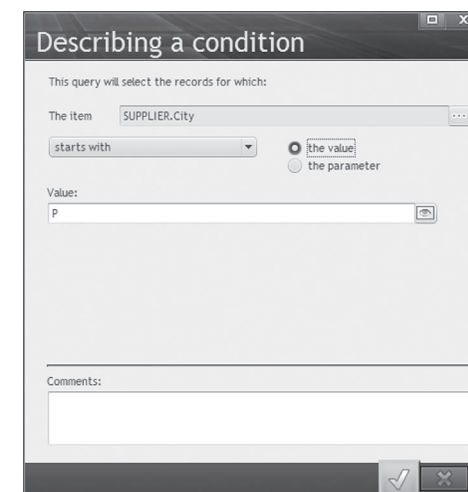 Describing a condition
This query will select the records for which:
The item SUPPLIER.City ...
starts with
the value
the parameter
Value:
P
Comments: